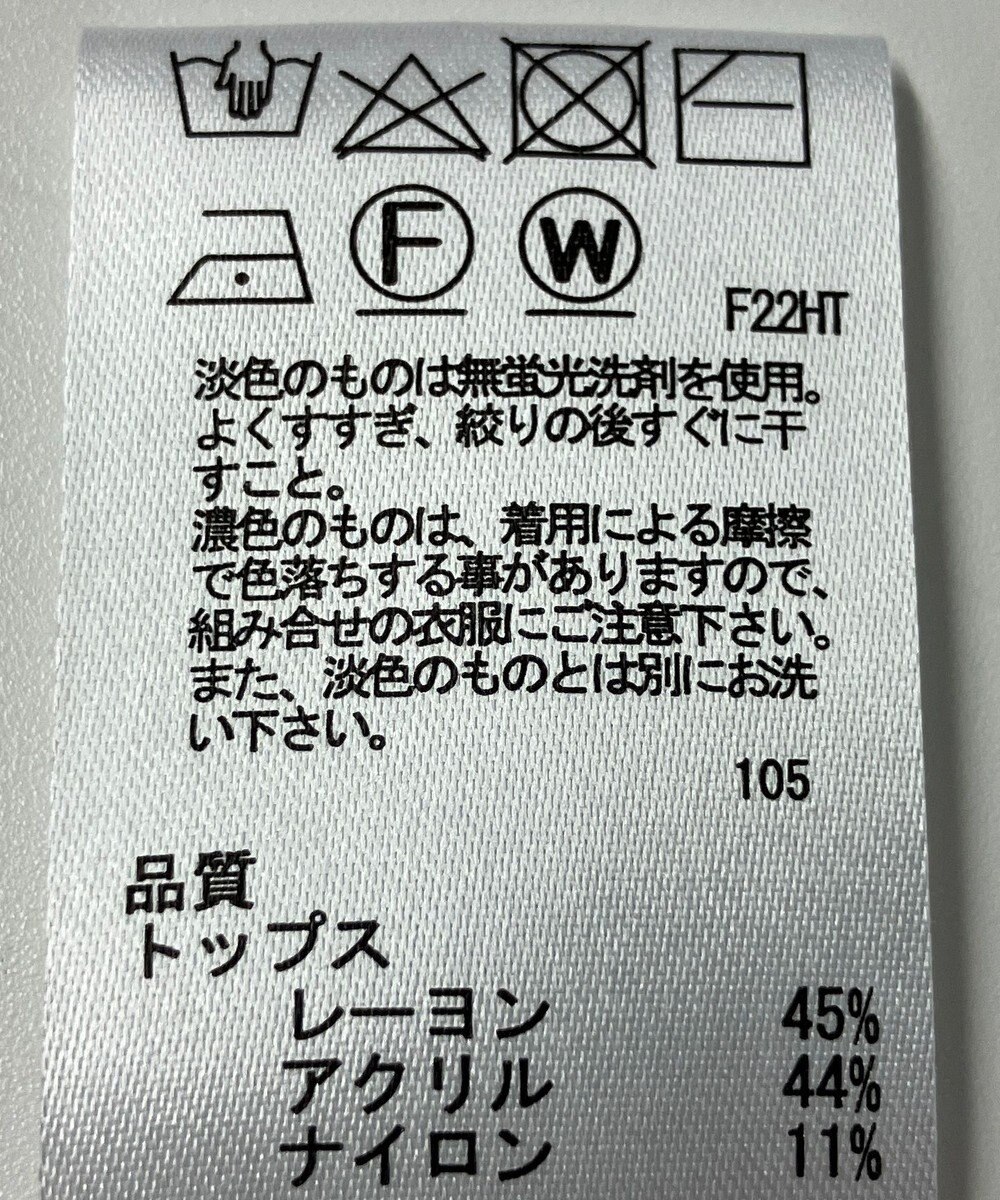 F
W
F22HT
淡色のものは無蛍光洗剤を使用。
よくすすぎ、絞りの後すぐに干
すこと。
濃色のものは、着用による摩擦
で色落ちする事がありますので、
組み合せの衣服にご注意下さい。
また、淡色のものとは別にお洗
い下さい。
105
品質
トップス
レーヨン 45%
アクリル 44%
ナイロン 11%